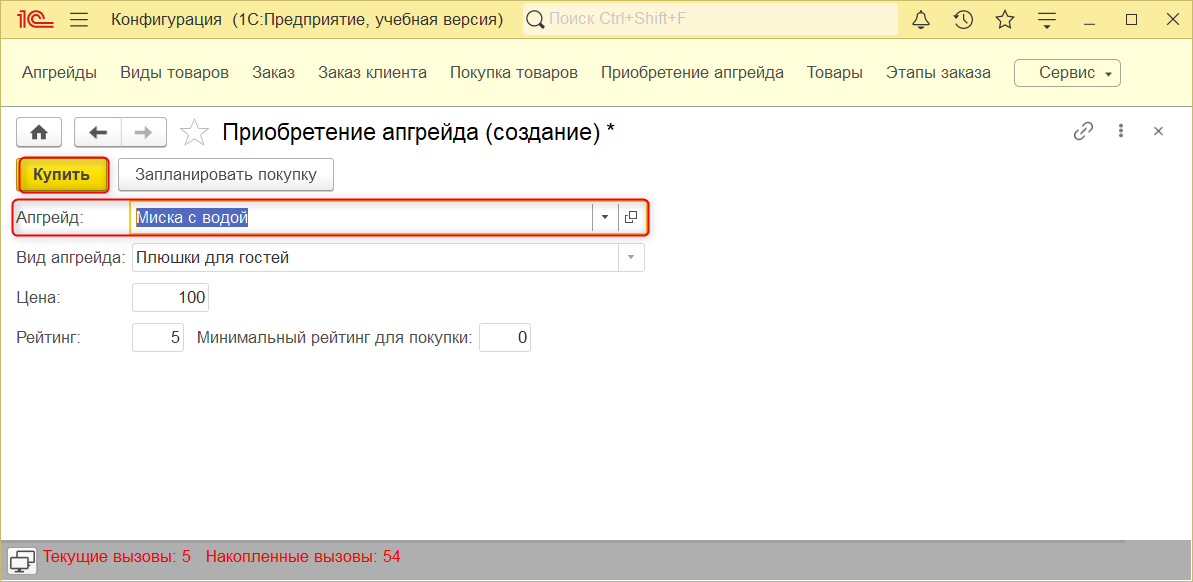 1С Конфигурация (1С:Предприятие, учебная версия) Поиск Ctrl+Shift+F
Апгрейды Виды товаров Заказ Заказ клиента Покупка товаров Приобретение апгрейда Товары Этапы заказа Сервис
Приобретение апгрейда (создание) *
Купить Запланировать покупку
Апгрейд: Миска с водой
Вид апгрейда: Плюшки для гостей
Цена: 100
Рейтинг: 5 Минимальный рейтинг для покупки: 0
Текущие вызовы: 5 Накопленные вызовы: 54